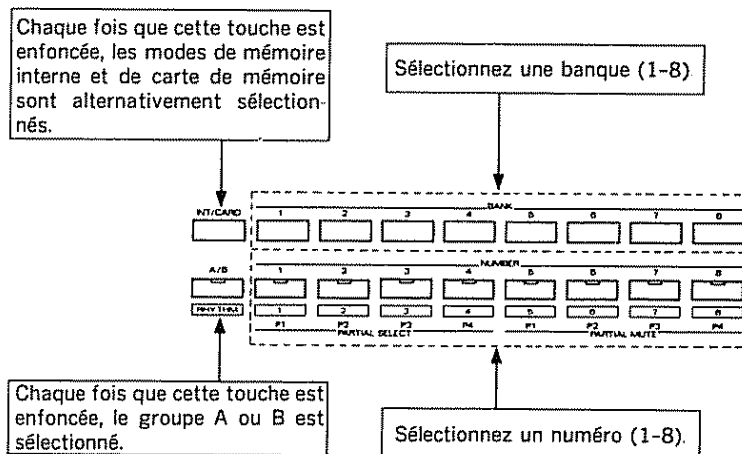 Chaque fois que cette touche est
enfoncée, les modes de mémoire
interne et de carte de mémoire
sont alternativement sélection-
nés.
Sélectionnez une banque (1-8).
INT/CARD
BANK
1 2 3 4 5 6 7 8
A/B
NUMBER
1 2 3 4 5 6 7 8
RHYTHM
1 2 3 4 5 6 7 8
P1 P2 P3 P4 P1 P2 P3 P4
PARTIAL SELECT PARTIAL MUTE
Chaque fois que cette touche est
enfoncée, le groupe A ou B est
sélectionné.
Sélectionnez un numéro (1-8).